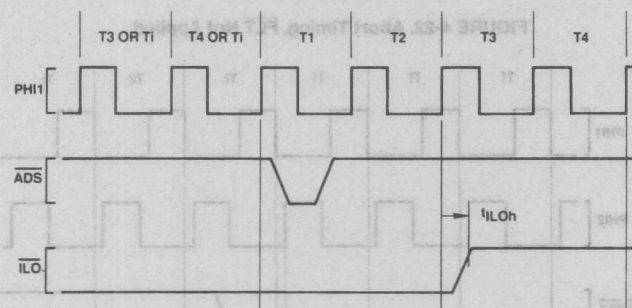 T3 OR Ti T4 OR Ti T1 T2 T3 T4
PHI1
ADS
tILOh
ILO